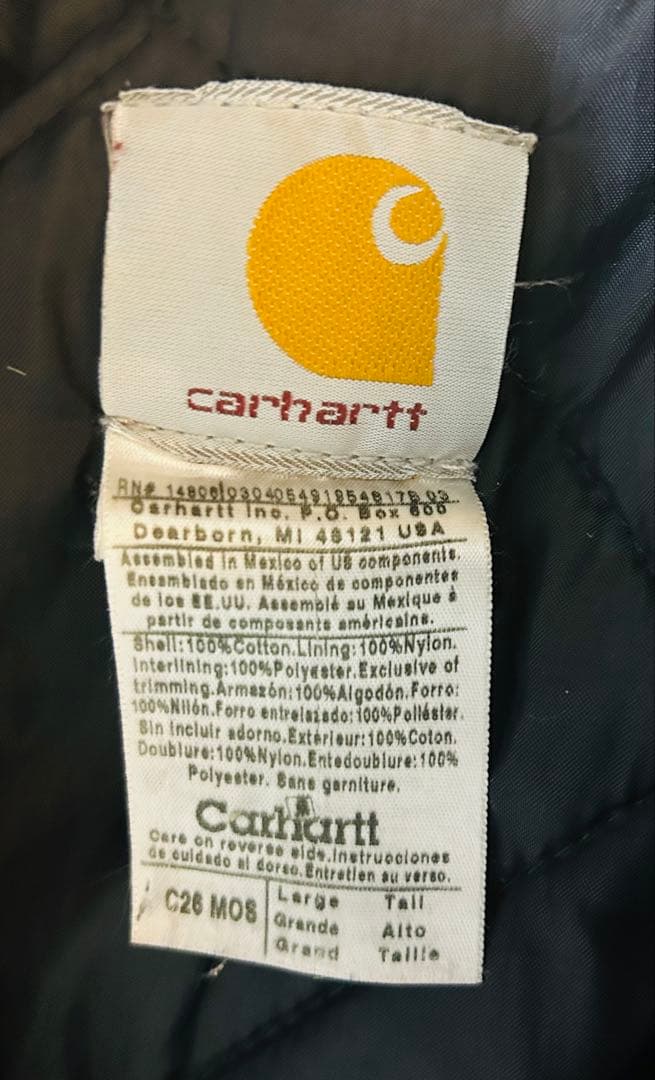 carhartt
RN# 14806
Carhartt Inc. P.O. Box 600
Dearborn, MI 48121 USA
Assembled in Mexico of US components.
Ensamblado en México de componentes
de los EE.UU. Assemblé au Mexique à
partir de composants américains.
Shell:100%Cotton.Lining:100%Nylon.
Interlining:100%Polyester.Exclusive of
trimming.Armazón:100%Algodón.Forro:
100%Nilón.Forro entrelazado:100%Poliéster.
Sin incluir adorno.Extérieur:100%Coton.
Doublure:100%Nylon.Entedoublure:100%
Polyester. Sans garniture.
Carhartt
Care on reverse side.Instrucciones
de cuidado al dorso.Entretien au verso.
C26 MOS
Large Tall
Grande Alto
Grand Taille